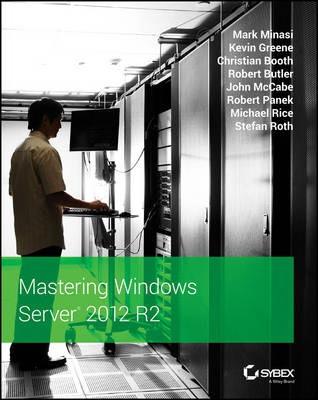 Mark Minasi
Kevin Greene
Christian Booth
Robert Butler
John McCabe
Robert Panek
Michael Rice
Stefan Roth
Mastering Windows
Server® 2012 R2
SYBEX
A Wiley Brand